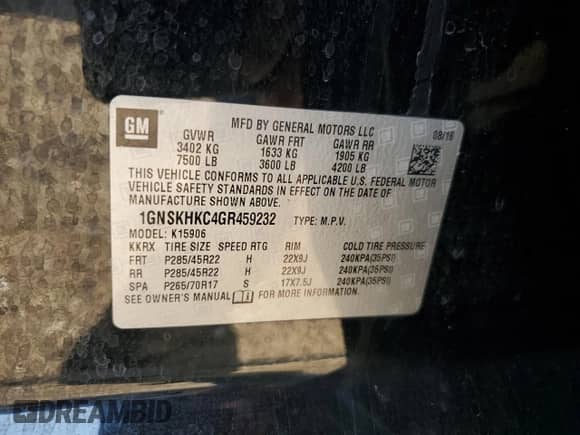 GM
MFD BY GENERAL MOTORS LLC
08/16
GVWR GAWR FRT GAWR RR
3402 KG 1633 KG 1905 KG
7500 LB 3600 LB 4200 LB
THIS VEHICLE CONFORMS TO ALL APPLICABLE U.S. FEDERAL MOTOR
VEHICLE SAFETY STANDARDS IN EFFECT ON THE DATE OF
MANUFACTURE SHOWN ABOVE.
1GNSKHKC4GR459232 TYPE: M.P.V.
MODEL: K15906
KKRX TIRE SIZE SPEED RTG RIM COLD TIRE PRESSURE
FRT P285/45R22 H 22X9J 240KPA(35PSI)
RR P285/45R22 H 22X9J 240KPA(35PSI)
SPA P265/70R17 S 17X7.5J 240KPA(35PSI)
SEE OWNER'S MANUAL FOR MORE INFORMATION.
DREAMBID